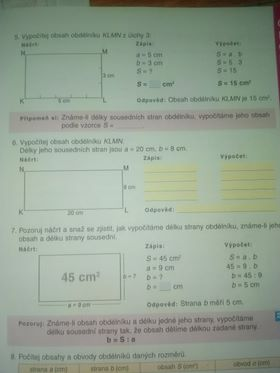 5. Vypočítej obsah obdélníku KLMN z úlohy 3:
Náčrt:
Zápis:
Výpočet:
N
M
a = 5 cm
S = a . b
b = 3 cm
S = 5 . 3
3 cm
S = ?
S = 15
S = cm²
S = 15 cm²
K
5 cm
L
Odpověď: Obsah obdélníku KLMN je 15 cm².
Připomeň si: Známe-li délky sousedních stran obdélníku, vypočítáme jeho obsah
podle vzorce S =
6. Vypočítej obsah obdélníku KLMN.
Délky jeho sousedních stran jsou a = 20 cm, b = 8 cm.
Náčrt:
Zápis:
Výpočet:
N
M
8 cm
K
20 cm
L
Odpověď:
7. Pozoruj náčrt a snaž se zjistit, jak vypočítáme délku strany obdélníku, známe-li jeho
obsah a délku strany sousední.
Náčrt:
Zápis:
Výpočet:
S = 45 cm²
S = a . b
a = 9 cm
45 = 9 . b
45 cm²
b = ?
b = ?
b = 45 : 9
b = cm
b = 5 cm
a = 9 cm
Odpověď: Strana b měří 5 cm.
Pozoruj: Známe-li obsah obdélníku a délku jedné jeho strany, vypočítáme
délku sousední strany tak, že obsah dělíme délkou zadané strany.
b = S : a
8. Počítej obsahy a obvody obdélníků daných rozměrů.
strana a (cm)
strana b (cm)
obsah S (cm²)
obvod o (cm)